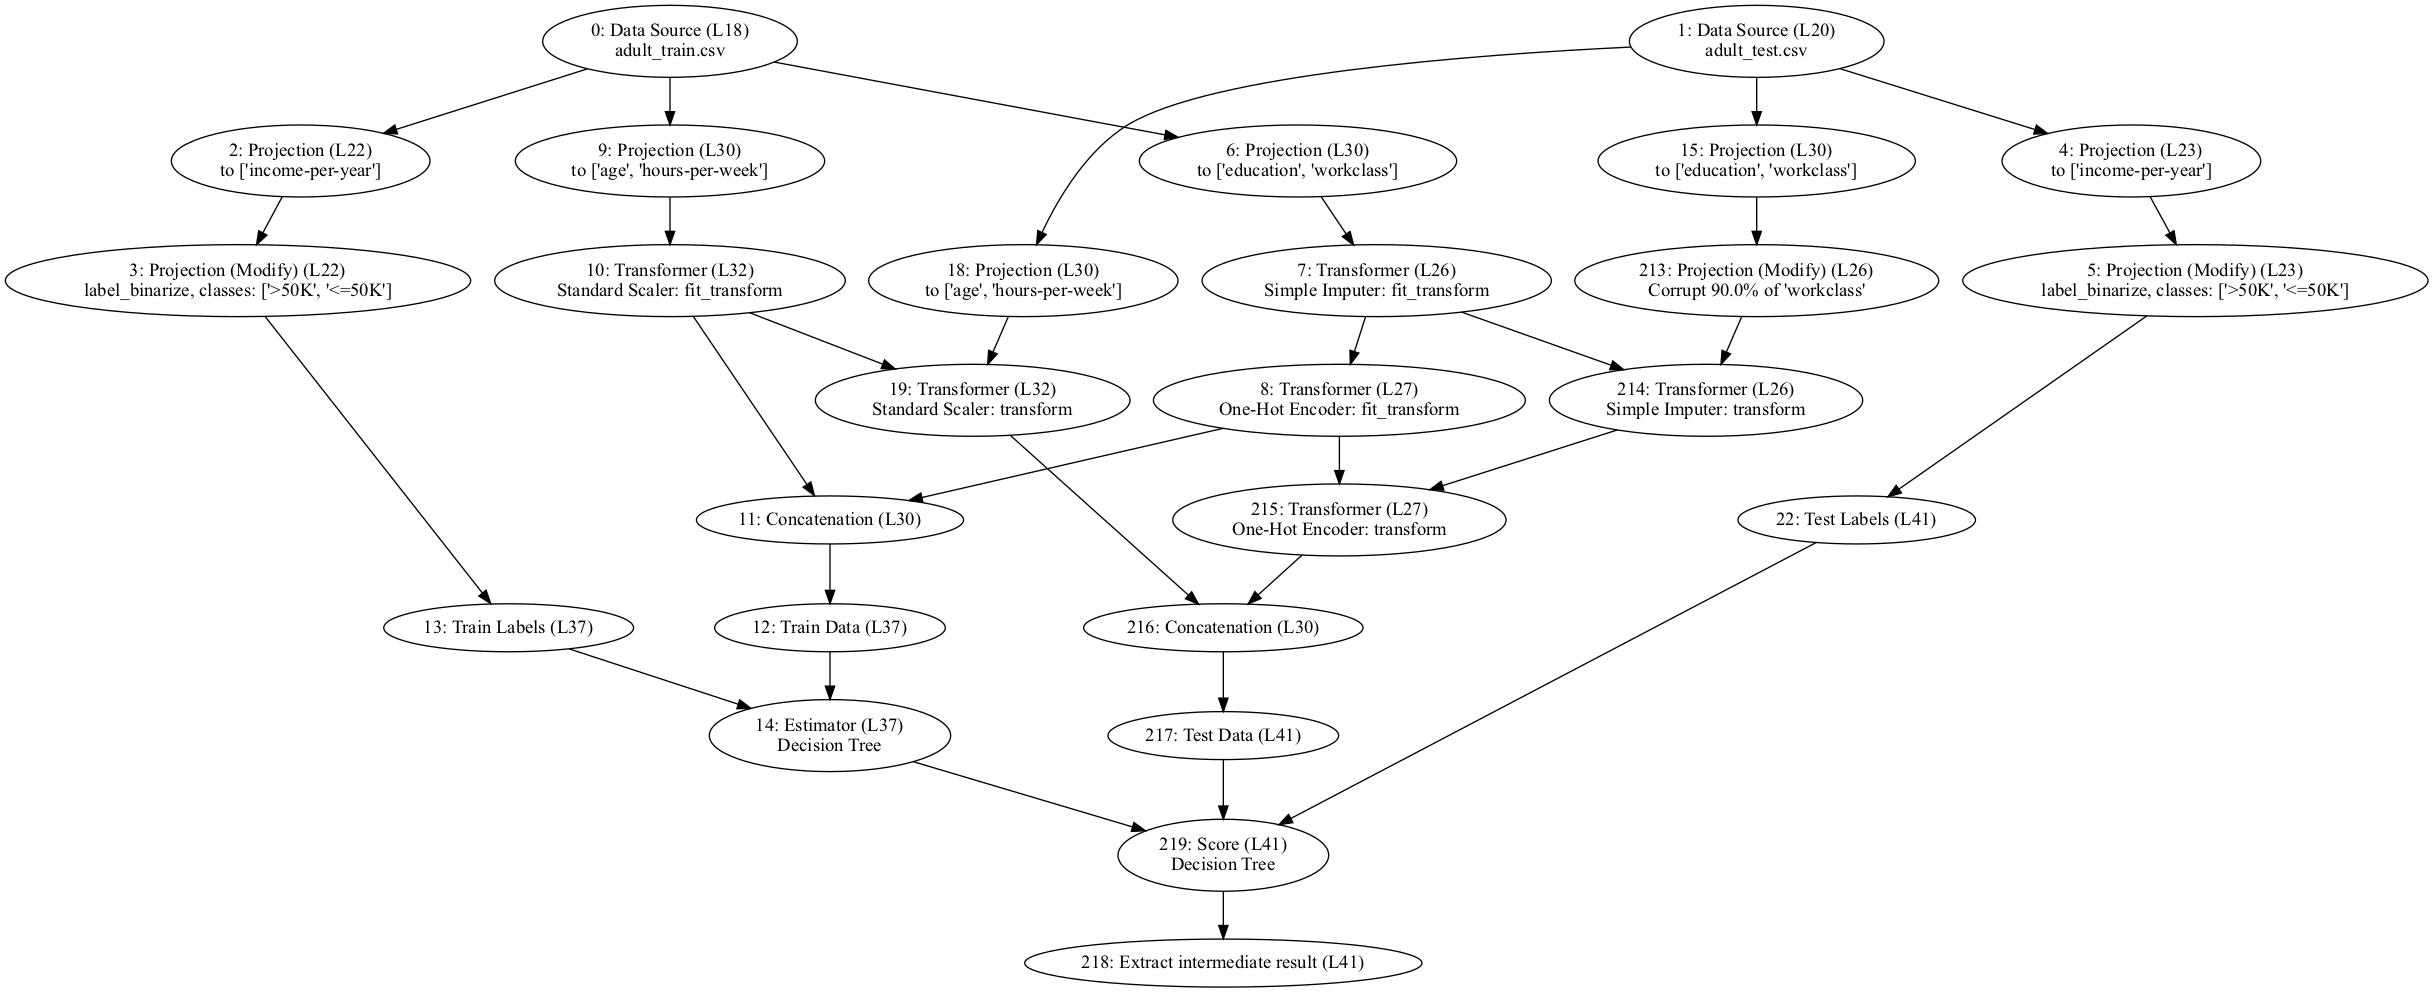 0: Data Source (L18)
adult_train.csv
1: Data Source (L20)
adult_test.csv
2: Projection (L22)
to ['income-per-year']
9: Projection (L30)
to ['age', 'hours-per-week']
6: Projection (L30)
to ['education', 'workclass']
15: Projection (L30)
to ['education', 'workclass']
4: Projection (L23)
to ['income-per-year']
3: Projection (Modify) (L22)
label_binarize, classes: ['>50K', '<=50K']
10: Transformer (L32)
Standard Scaler: fit_transform
18: Projection (L30)
to ['age', 'hours-per-week']
7: Transformer (L26)
Simple Imputer: fit_transform
213: Projection (Modify) (L26)
Corrupt 90.0% of 'workclass'
5: Projection (Modify) (L23)
label_binarize, classes: ['>50K', '<=50K']
19: Transformer (L32)
Standard Scaler: transform
8: Transformer (L27)
One-Hot Encoder: fit_transform
214: Transformer (L26)
Simple Imputer: transform
11: Concatenation (L30)
215: Transformer (L27)
One-Hot Encoder: transform
22: Test Labels (L41)
13: Train Labels (L37)
12: Train Data (L37)
216: Concatenation (L30)
14: Estimator (L37)
Decision Tree
217: Test Data (L41)
219: Score (L41)
Decision Tree
218: Extract intermediate result (L41)